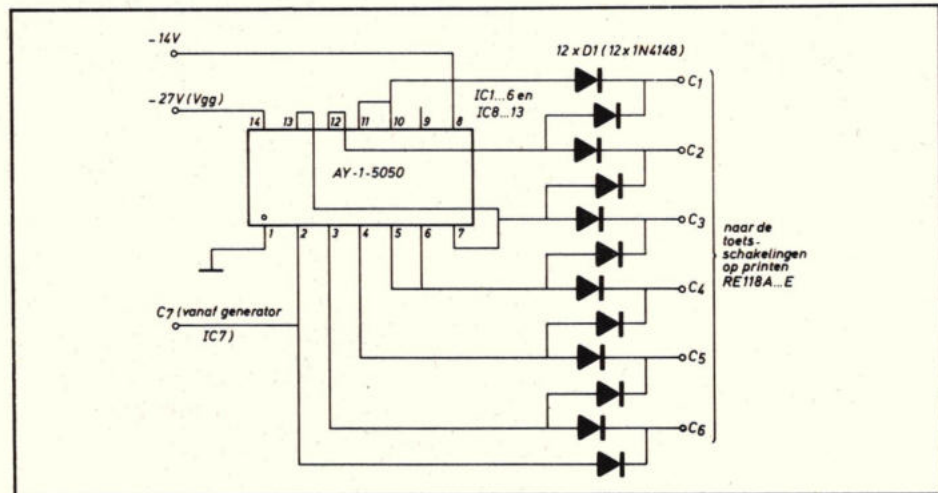 -14V
12 x D1 (12x1N4148)
-27V (Vgg)
IC1...6 en
IC8...13
C1
14 13 12 11 10 9 8
AY-1-5050
C2
C3
1 2 3 4 5 6 7
naar de
toets-
schakelingen
op printen
RE118A...E
C4
C7 (vanaf generator
IC7)
C5
C6